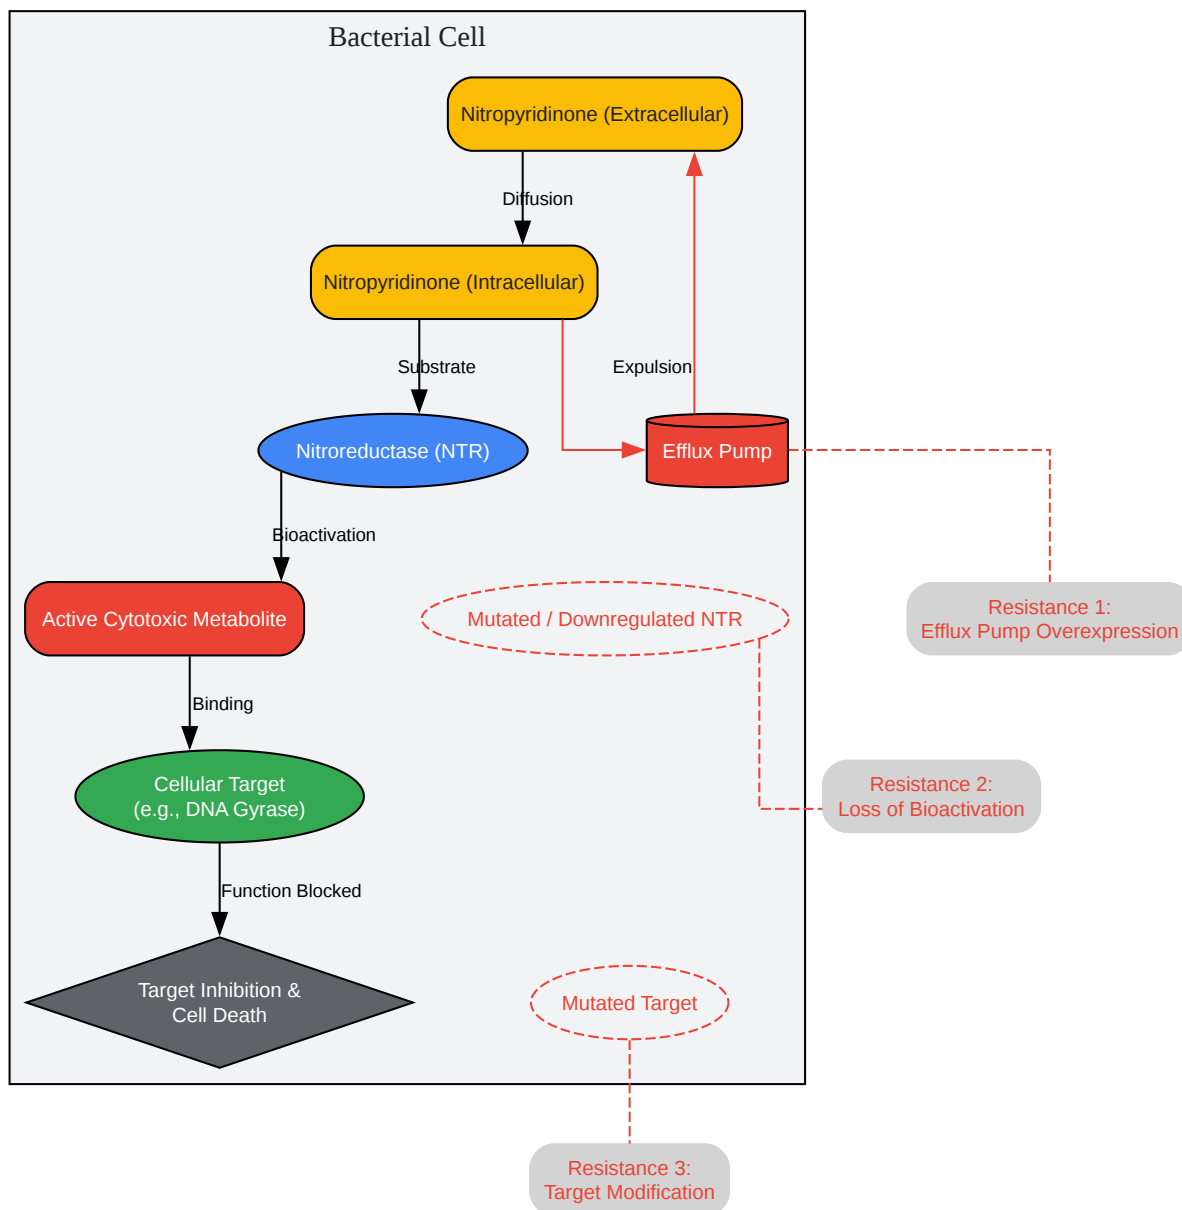 Bacterial Cell
Nitropyridinone (Extracellular)
Diffusion
Nitropyridinone (Intracellular)
Substrate
Expulsion
Nitroreductase (NTR)
Efflux Pump
Bioactivation
Active Cytotoxic Metabolite
Mutated / Downregulated NTR
Resistance 1:
Efflux Pump Overexpression
Binding
Cellular Target
(e.g., DNA Gyrase)
Resistance 2:
Loss of Bioactivation
Function Blocked
Target Inhibition &
Cell Death
Mutated Target
Resistance 3:
Target Modification